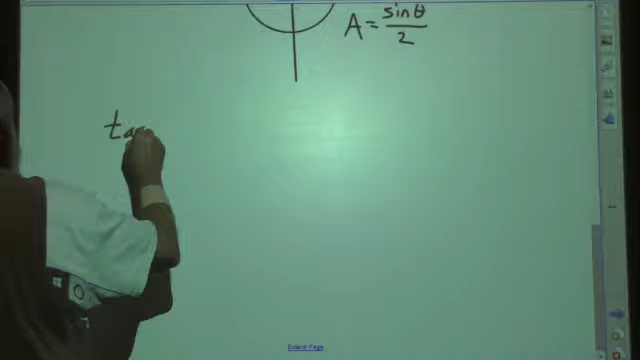 A = sinθ/2
ta
Extend Page